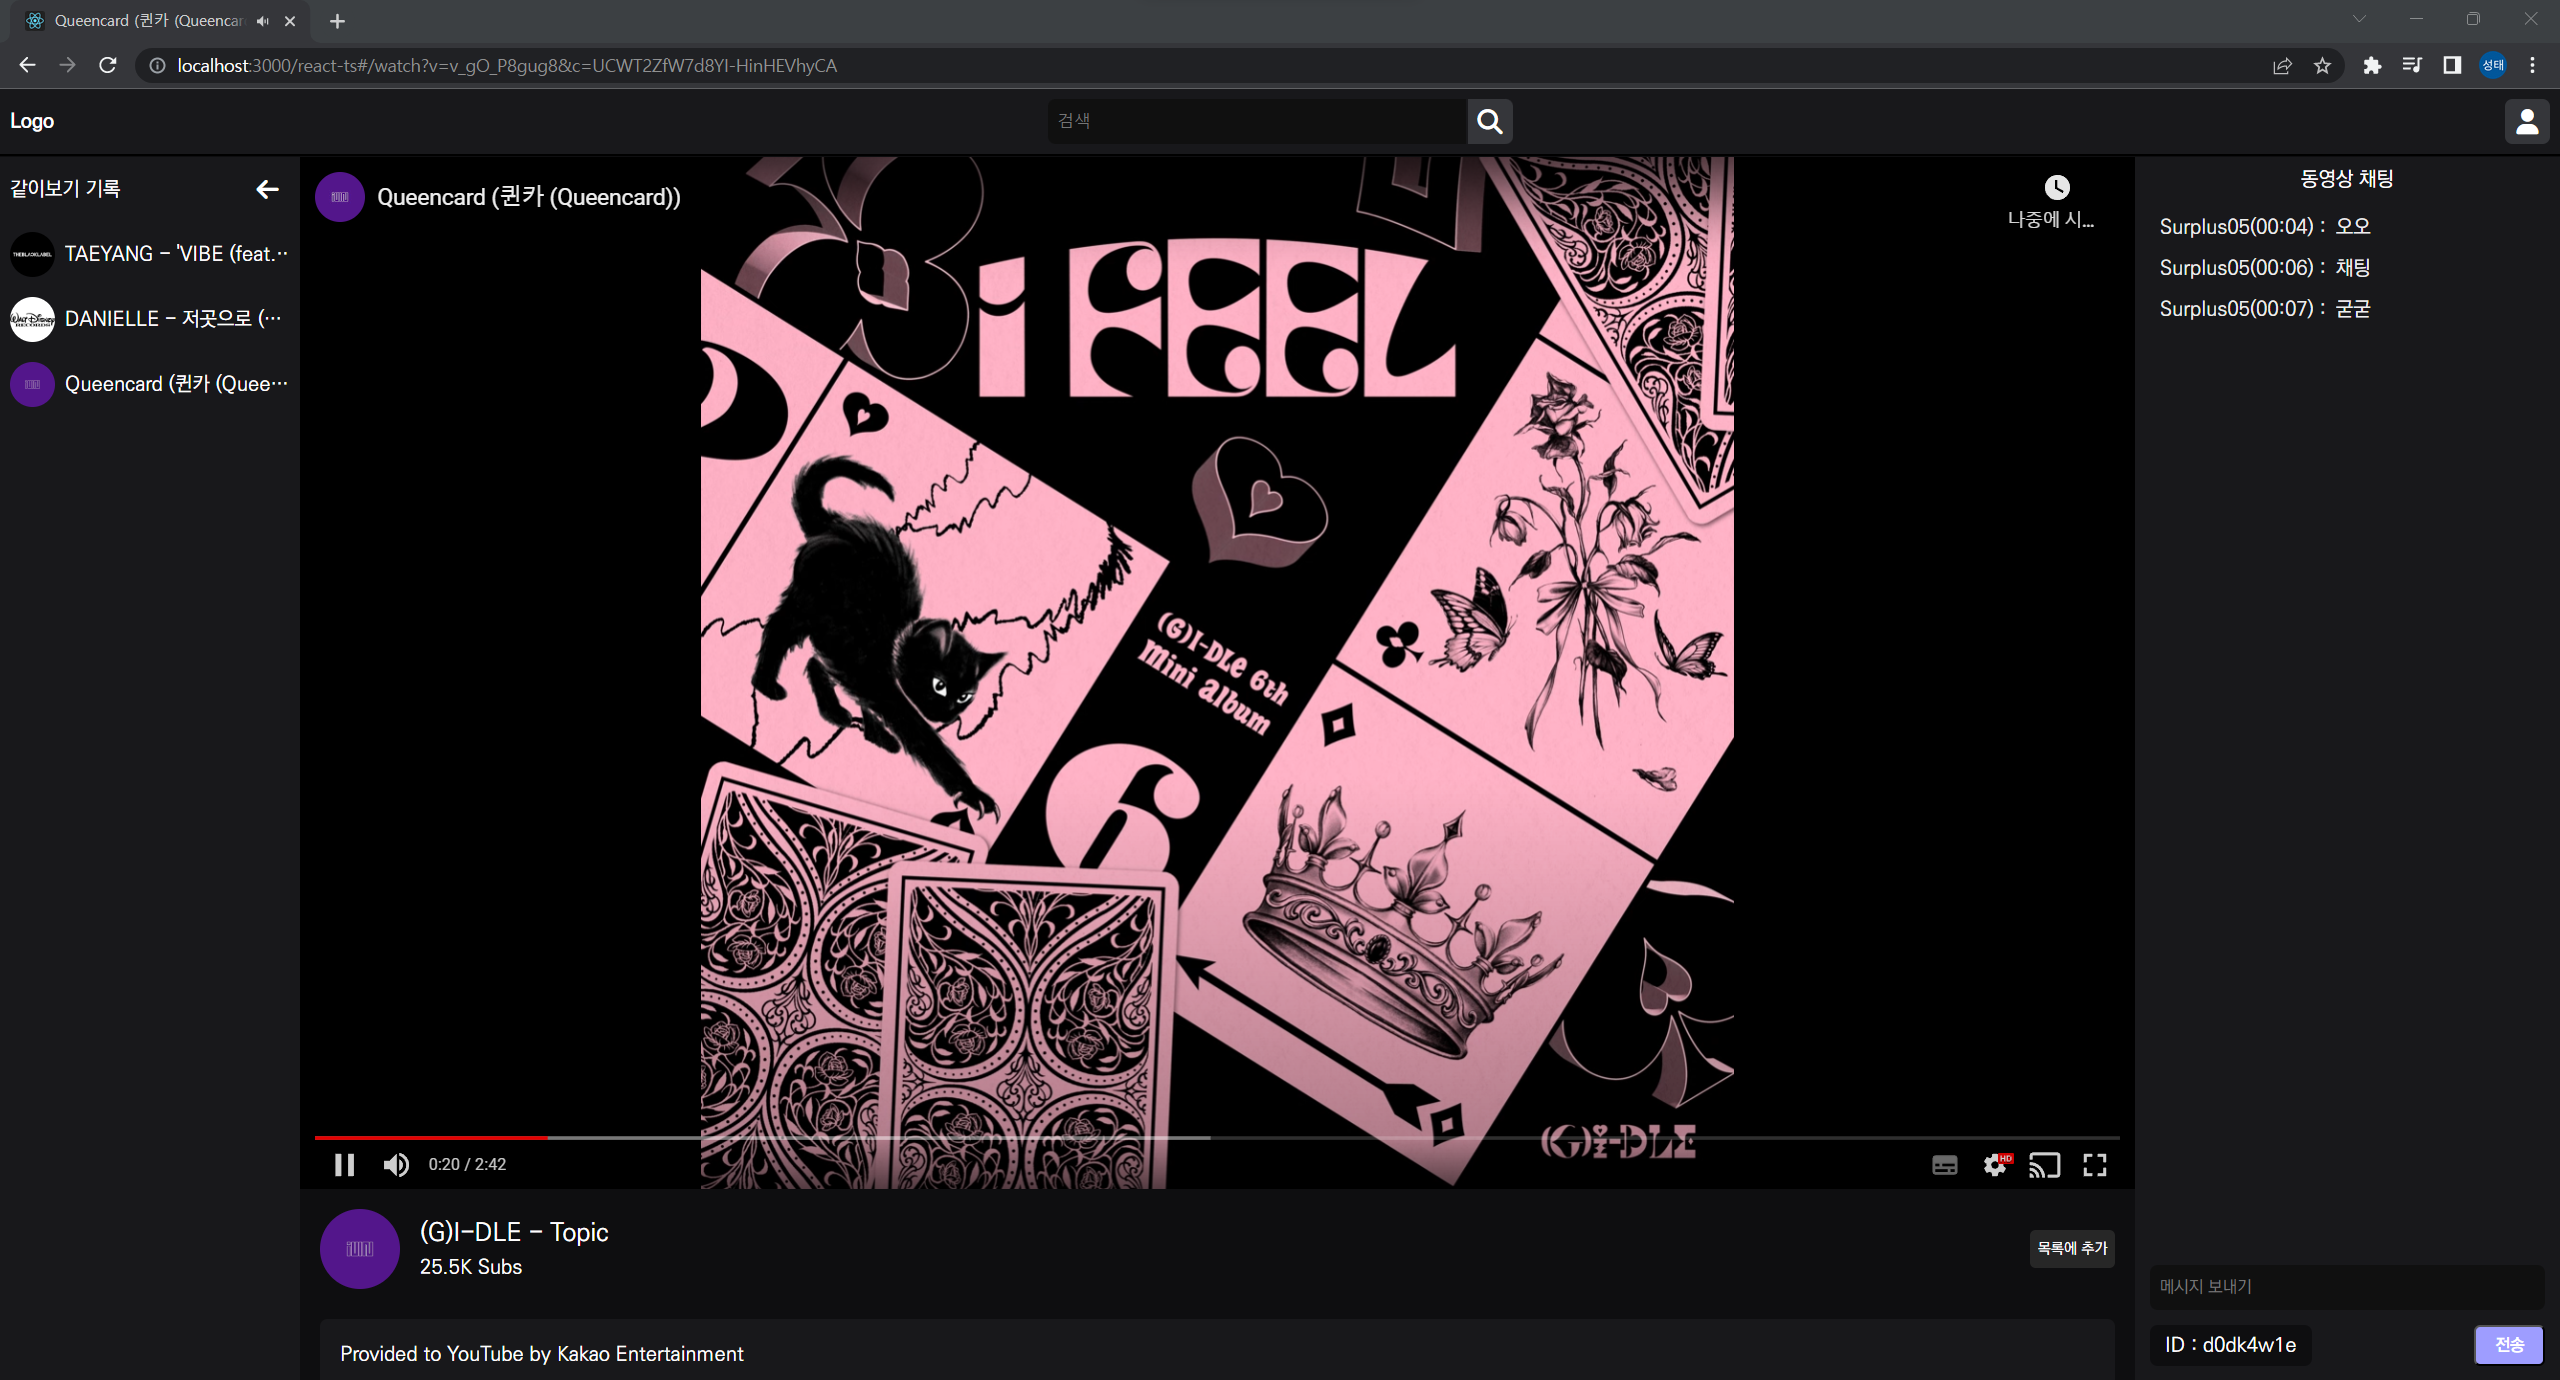 Queencard (퀸카 (Queencar
localhost:3000/react-ts#/watch?v=v_gO_P8gug8&c=UCWT2ZfW7d8YI-HinHEVhyCA
성태
Logo
검색
같이보기 기록
TAEYANG - 'VIBE (feat.…
DANIELLE - 저곳으로 (…
Queencard (퀸카 (Quee…
Queencard (퀸카 (Queencard))
나중에 시...
i FEEL
(G)I-DLE 6th
Mini album
6
(G)I-DLE
0:20 / 2:42
HD
(G)I-DLE - Topic
25.5K Subs
목록에 추가
Provided to YouTube by Kakao Entertainment
동영상 채팅
Surplus05(00:04) : 오오
Surplus05(00:06) : 채팅
Surplus05(00:07) : 굳굳
메시지 보내기
ID : d0dk4w1e
전송